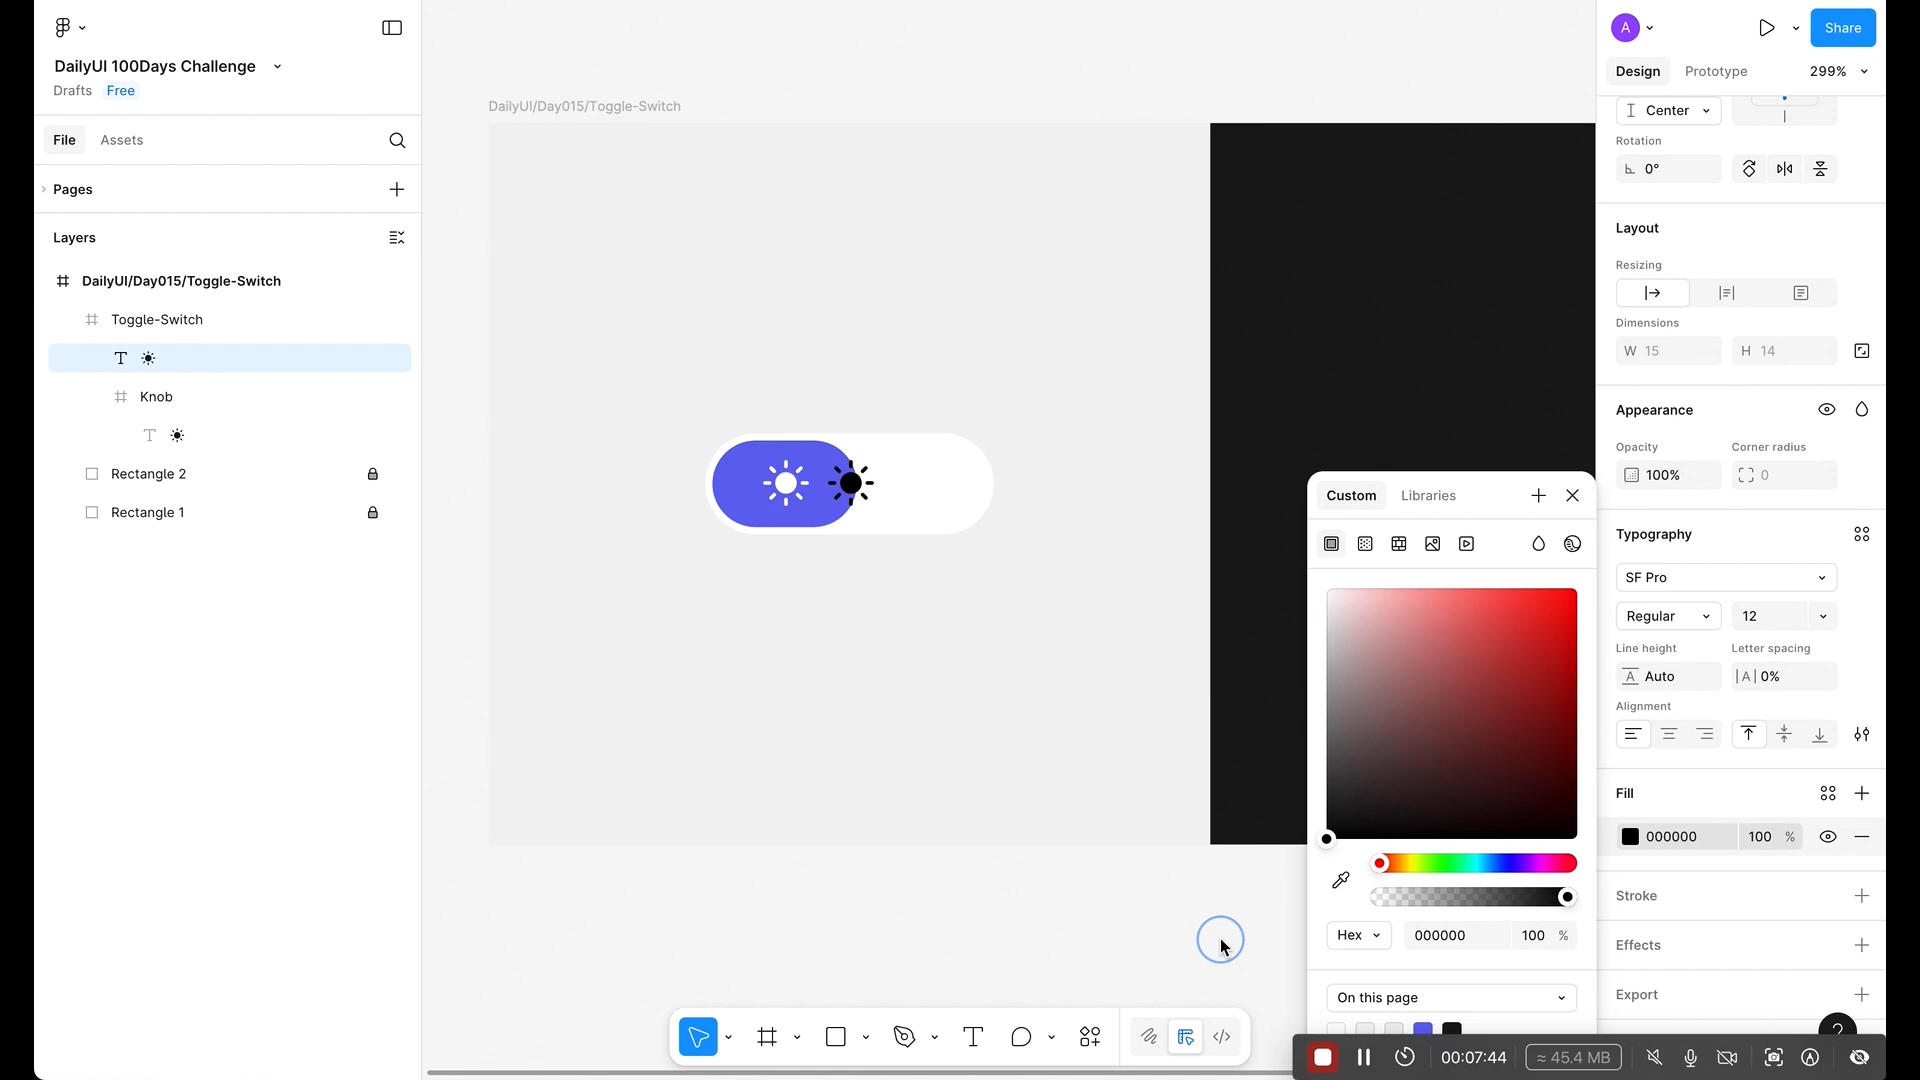 DailyUI 100Days Challenge
Drafts Free
File Assets
Pages
Layers
DailyUI/Day015/Toggle-Switch
Toggle-Switch
Knob
Rectangle 2
Rectangle 1
DailyUI/Day015/Toggle-Switch
Custom Libraries
Hex 000000 100 %
On this page
A Share
Design Prototype 299%
Center
Rotation
0°
Layout
Resizing
Dimensions
W 15 H 14
Appearance
Opacity Corner radius
100% 0
Typography
SF Pro
Regular 12
Line height Letter spacing
A Auto |A| 0%
Alignment
Fill
000000 100 %
Stroke
Effects
Export
?
00:07:44 ≈ 45.4 MB